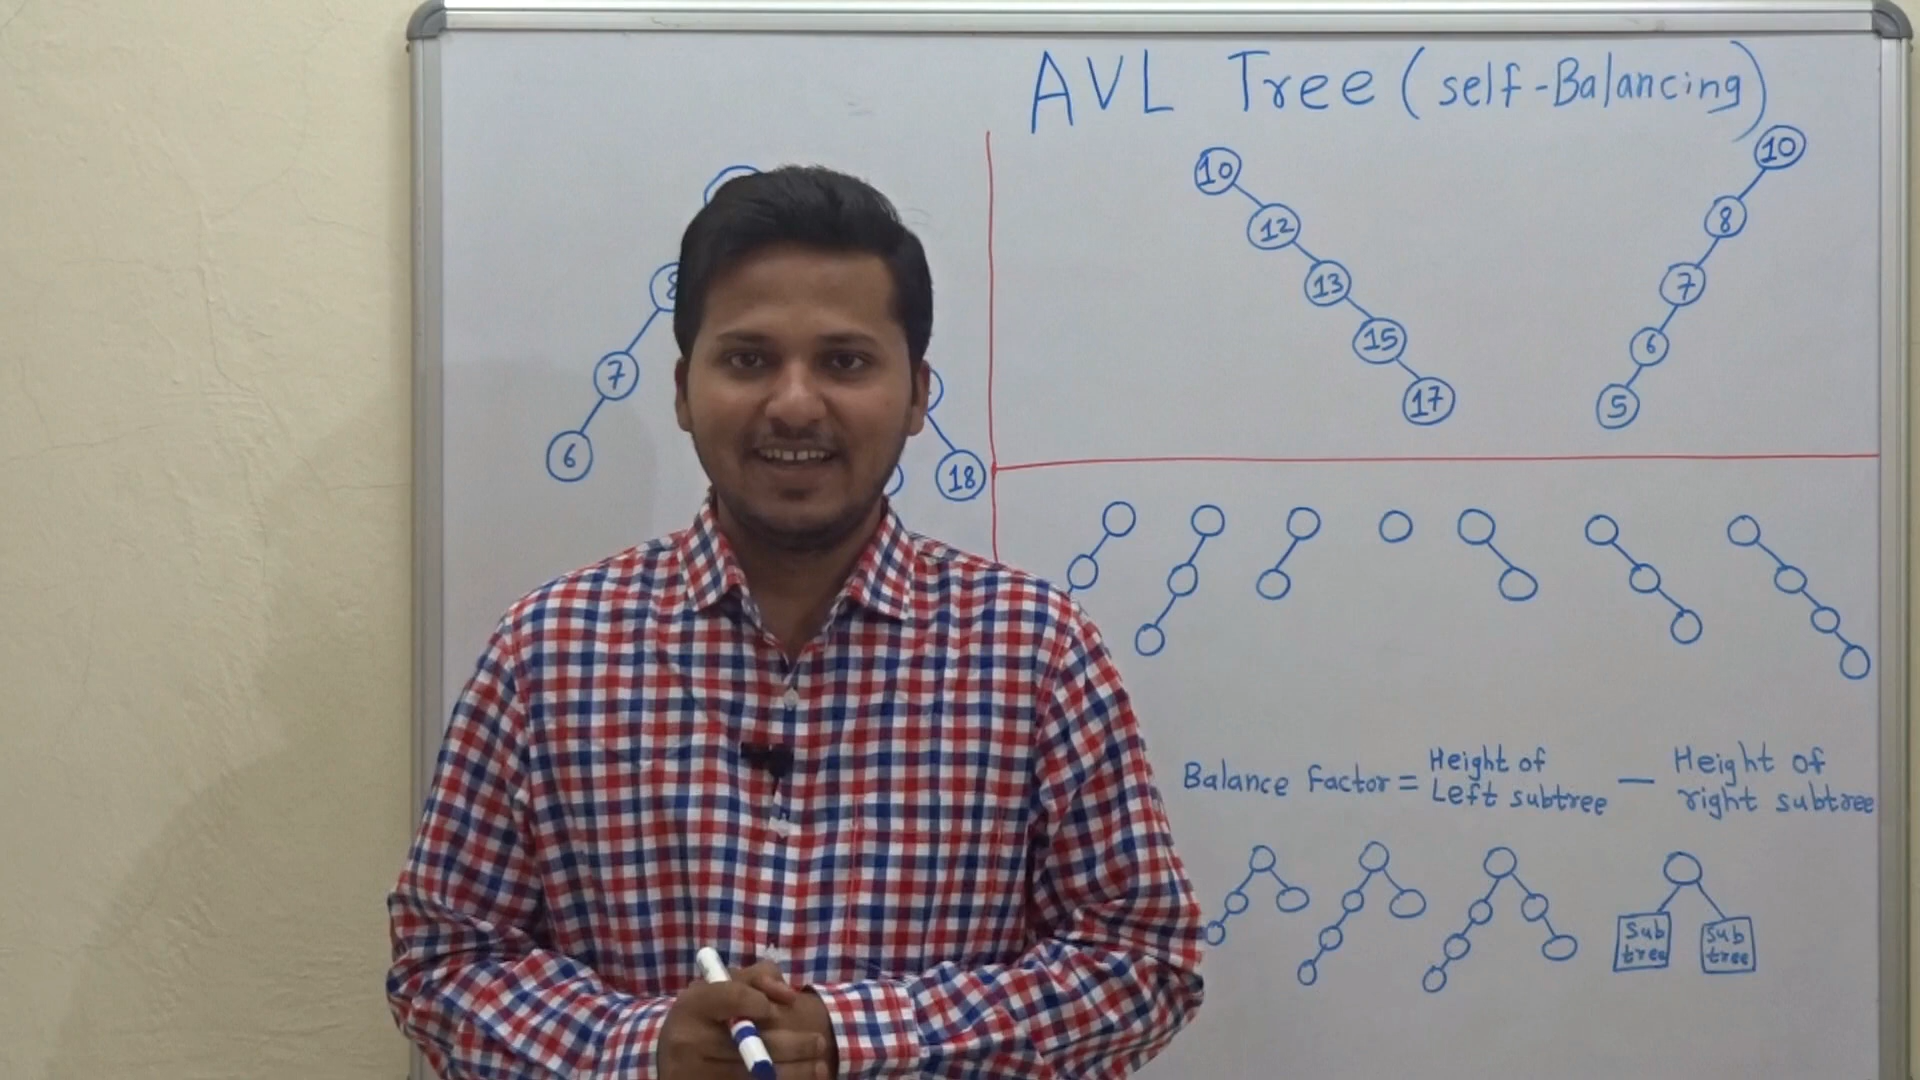 AVL Tree (self-Balancing)
8
7
6
18
10
12
13
15
17
10
8
7
6
5
Balance Factor = Height of Left subtree — Height of right subtree
Sub
tree
Sub
tree